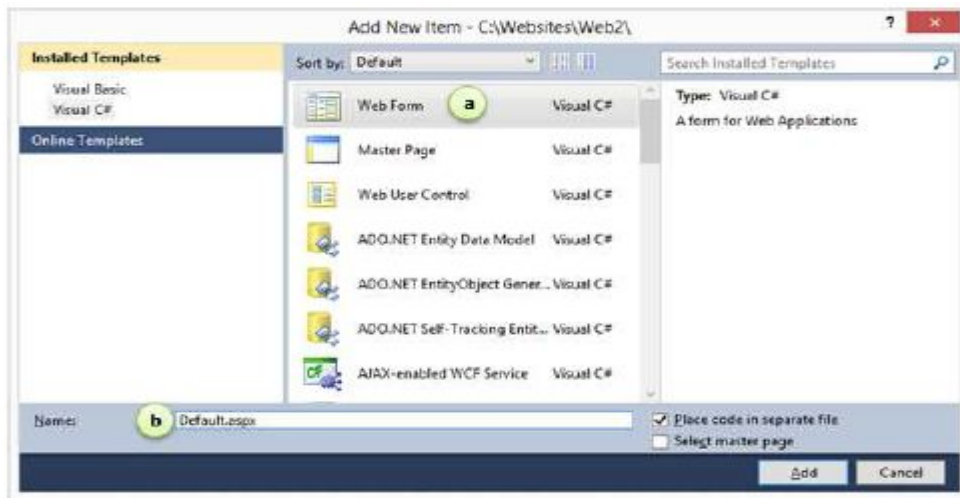 Add New Item - C:\Websites\Web2\
?
Installed Templates
Visual Basic
Visual C#
Online Templates
Sort by: Default
Search Installed Templates
Web Form a Visual C#
Master Page Visual C#
Web User Control Visual C#
ADO.NET Entity Data Model Visual C#
ADO.NET EntityObject Gener... Visual C#
ADO.NET Self-Tracking Entit... Visual C#
AJAX-enabled WCF Service Visual C#
Type: Visual C#
A form for Web Applications
Name: b Default.aspx
Place code in separate file
Select master page
Add Cancel